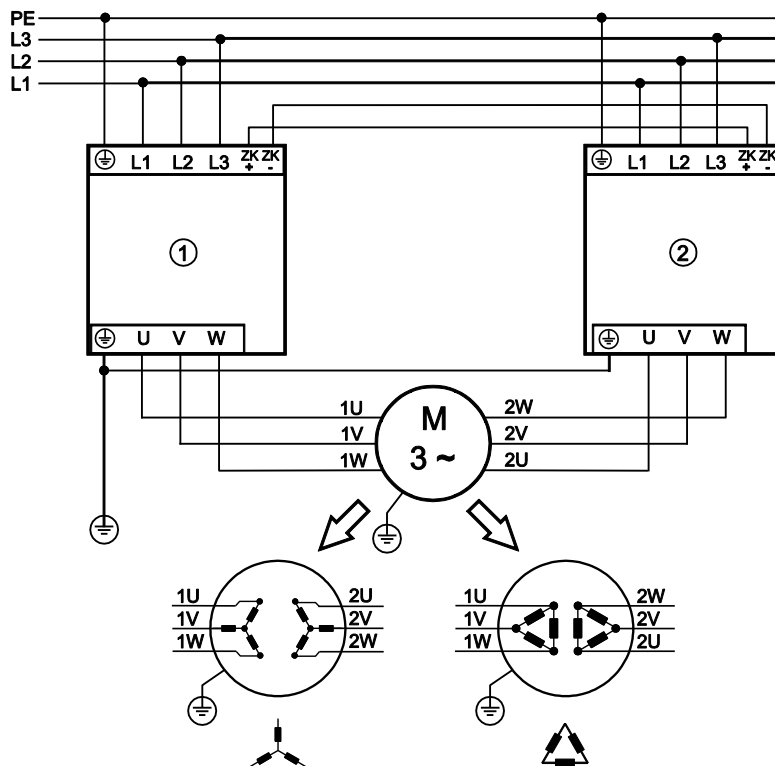 PE
L3
L2
L1
L1 L2 L3 ZK + ZK -
L1 L2 L3 ZK + ZK -
1
2
U V W
U V W
1U
1V
1W
M
3 ~
2W
2V
2U
1U
1V
1W
2U
2V
2W
1U
1V
1W
2W
2V
2U